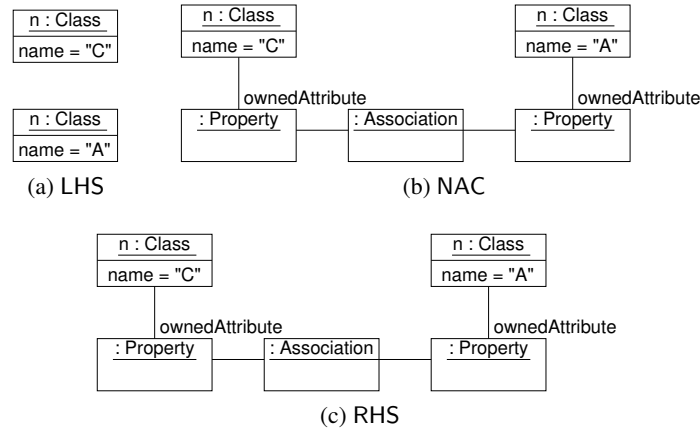 n : Class
name = "C"
n : Class
name = "A"
(a) LHS
n : Class
name = "C"
n : Class
name = "A"
ownedAttribute
ownedAttribute
: Property
: Association
: Property
(b) NAC
n : Class
name = "C"
n : Class
name = "A"
ownedAttribute
ownedAttribute
: Property
: Association
: Property
(c) RHS